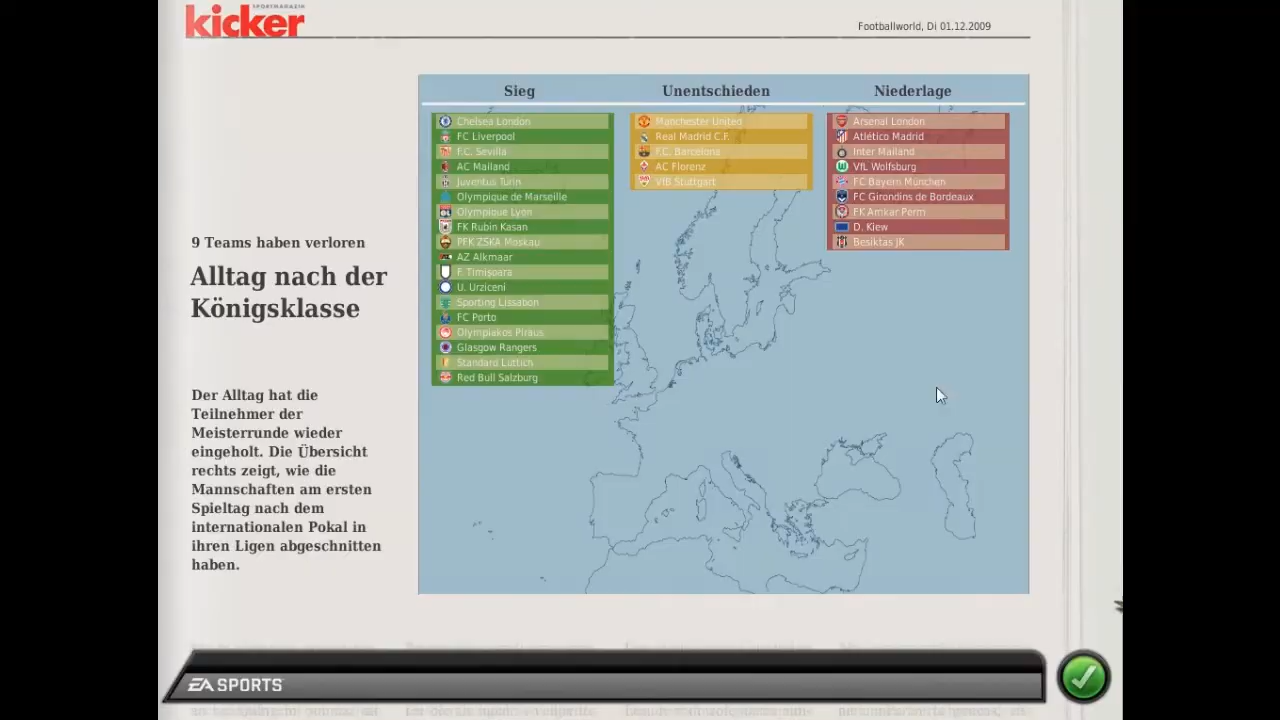 SPORTMAGAZIN
kicker
Footballworld, Di 01.12.2009
9 Teams haben verloren
Alltag nach der
Königsklasse
Der Alltag hat die
Teilnehmer der
Meisterrunde wieder
eingeholt. Die Übersicht
rechts zeigt, wie die
Mannschaften am ersten
Spieltag nach dem
internationalen Pokal in
ihren Ligen abgeschnitten
haben.
Sieg
Chelsea London
FC Liverpool
F.C. Sevilla
AC Mailand
Juventus Turin
Olympique de Marseille
Olympique Lyon
FK Rubin Kasan
PFK ZSKA Moskau
AZ Alkmaar
F. Timişoara
U. Urziceni
Sporting Lissabon
FC Porto
Olympiakos Piräus
Glasgow Rangers
Standard Lüttich
Red Bull Salzburg
Unentschieden
Manchester United
Real Madrid C.F.
F.C. Barcelona
AC Florenz
VfB Stuttgart
Niederlage
Arsenal London
Atlético Madrid
Inter Mailand
VfL Wolfsburg
FC Bayern München
FC Girondins de Bordeaux
FK Amkar Perm
D. Kiew
Besiktas JK
EA SPORTS